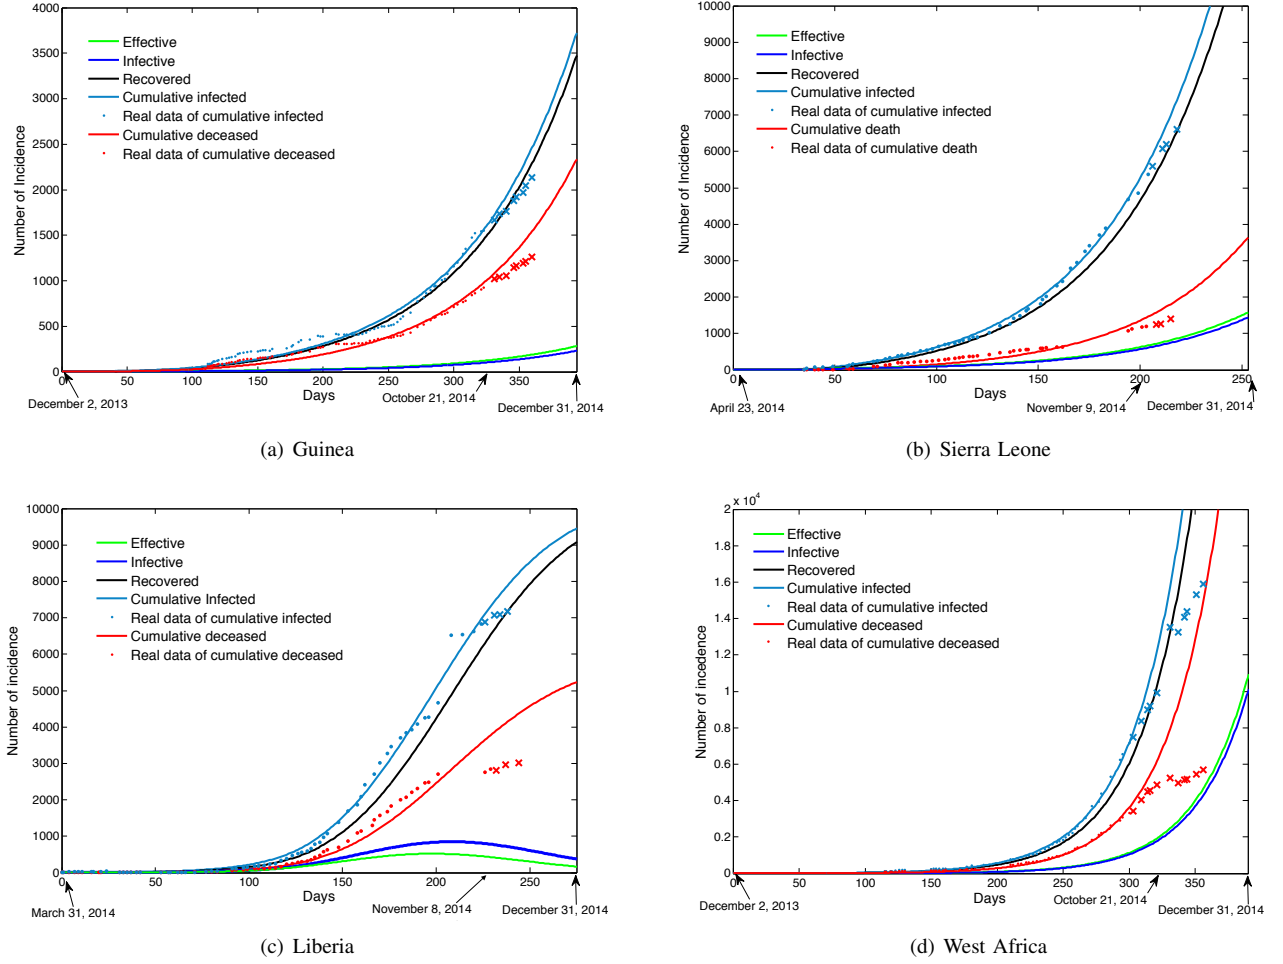 4000
3500
3000
2500
2000
1500
1000
500
0
Number of Incidence
Effective
Infective
Recovered
Cumulative infected
Real data of cumulative infected
Cumulative deceased
Real data of cumulative deceased
0 50 100 150 200 250 300 350
Days
December 2, 2013
October 21, 2014
December 31, 2014
(a) Guinea
10000
9000
8000
7000
6000
5000
4000
3000
2000
1000
0
Number of Incidence
Effective
Infective
Recovered
Cumulative infected
Real data of cumulative infected
Cumulative death
Real data of cumulative death
0 50 100 150 200 250
Days
April 23, 2014
November 9, 2014
December 31, 2014
(b) Sierra Leone
10000
9000
8000
7000
6000
5000
4000
3000
2000
1000
0
Number of incidence
Effective
Infective
Recovered
Cumulative Infected
Real data of cumulative infected
Cumulative deceased
Real data of cumulative deceased
0 50 100 150 200 250
Days
March 31, 2014
November 8, 2014
December 31, 2014
(c) Liberia
2 x 10^4
1.8
1.6
1.4
1.2
1
0.8
0.6
0.4
0.2
0
Number of incedence
Effective
Infective
Recovered
Cumulative infected
Real data of cumulative infected
Cumulative deceased
Real data of cumulative deceased
0 50 100 150 200 250 300 350
Days
December 2, 2013
October 21, 2014
December 31, 2014
(d) West Africa